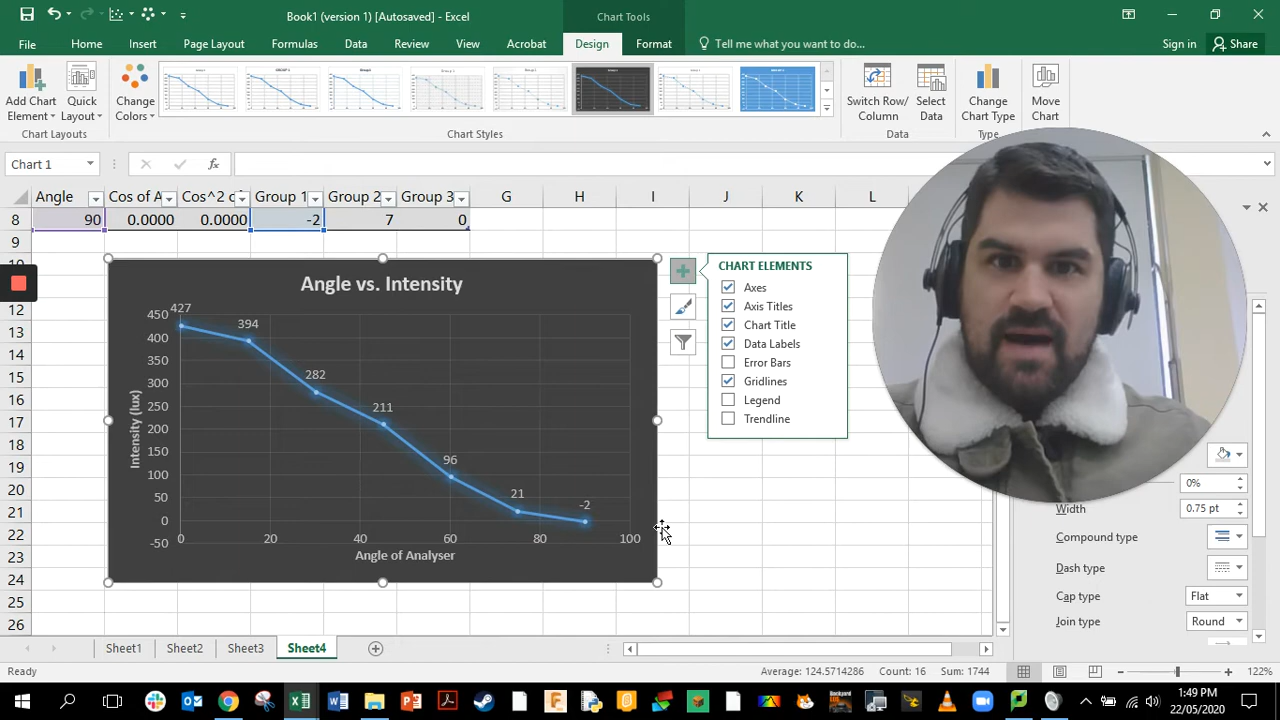 Book1 (version 1) [Autosaved] - Excel
Chart Tools
File Home Insert Page Layout Formulas Data Review View Acrobat Design Format Tell me what you want to do... Sign in Share
Add Chart Element
Quick Layout
Change Colors
Switch Row/ Column
Select Data
Change Chart Type
Move Chart
Chart Layouts Chart Styles Data Type
Chart 1 fx
Angle Cos of A Cos^2 Group 1 Group 2 Group 3 G H I J K L
8 90 0.0000 0.0000 -2 7 0
9
12
13
14
15
16
17
18
19
20
21
22
23
24
25
26
Angle vs. Intensity
Intensity (lux)
450
400
350
300
250
200
150
100
50
0
-50
427
394
282
211
96
21
-2
0 20 40 60 80 100
Angle of Analyser
CHART ELEMENTS
Axes
Axis Titles
Chart Title
Data Labels
Error Bars
Gridlines
Legend
Trendline
0%
Width 0.75 pt
Compound type
Dash type
Cap type Flat
Join type Round
Sheet1 Sheet2 Sheet3 Sheet4
Ready Average: 124.5714286 Count: 16 Sum: 1744 122%
1:49 PM
22/05/2020